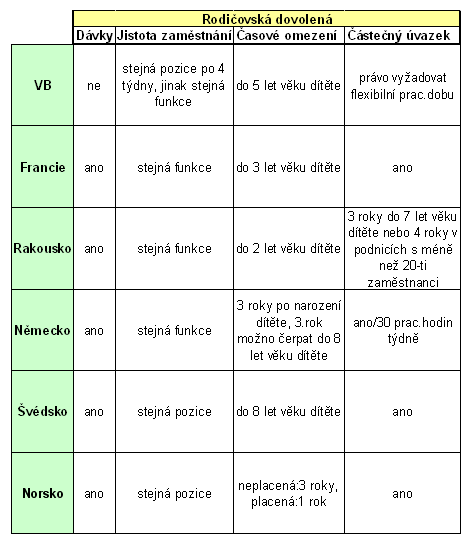 Rodičovská dovolená
Dávky Jistota zaměstnání Časové omezení Částečný úvazek
VB
ne
stejná pozice po 4
týdny, jinak stejná
funkce
do 5 let věku dítěte
právo vyžadovat
flexibilní prac.dobu
Francie
ano
stejná funkce
do 3 let věku dítěte
ano
Rakousko
ano
stejná funkce
do 2 let věku dítěte
3 roky do 7 let věku
dítěte nebo 4 roky v
podnicích s méně
než 20-ti
zaměstnanci
Německo
ano
stejná funkce
3 roky po narození
dítěte, 3.rok
možno čerpat do 8
let věku dítěte
ano/30 prac.hodin
týdně
Švédsko
ano
stejná pozice
do 8 let věku dítěte
ano
Norsko
ano
stejná pozice
neplacená:3 roky,
placená:1 rok
ano